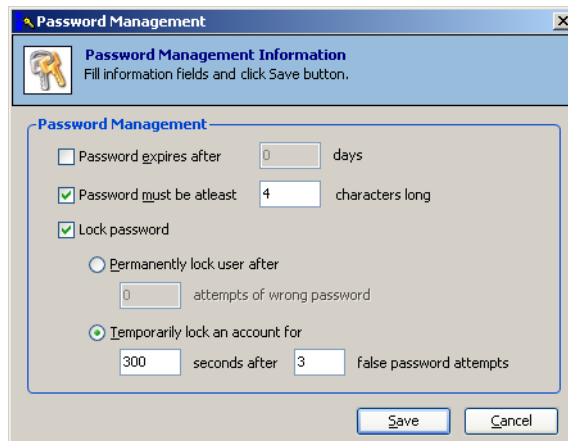 Password Management
Password Management Information
Fill information fields and click Save button.
Password Management
Password expires after 0 days
Password must be atleast 4 characters long
Lock password
Permanently lock user after
0 attempts of wrong password
Temporarily lock an account for
300 seconds after 3 false password attempts
Save Cancel